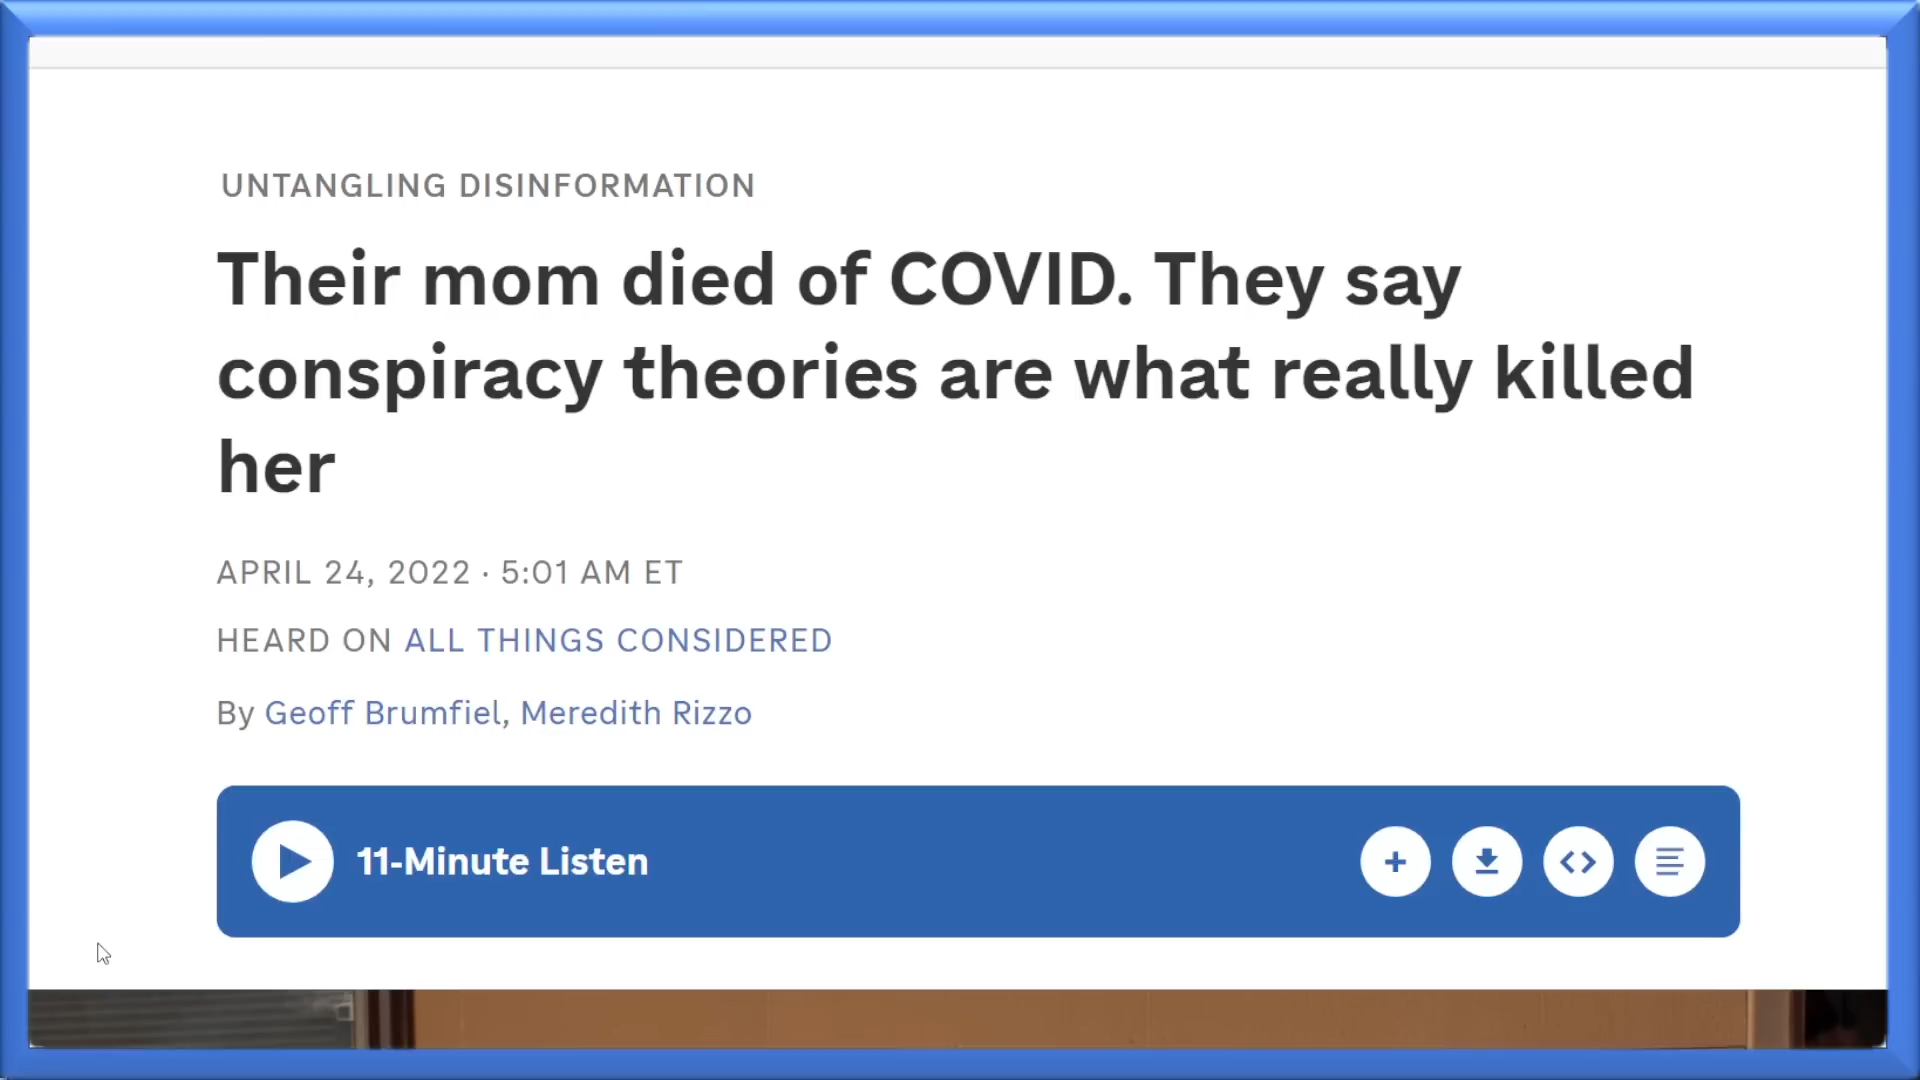 UNTANGLING DISINFORMATION
Their mom died of COVID. They say
conspiracy theories are what really killed
her
APRIL 24, 2022 · 5:01 AM ET
HEARD ON ALL THINGS CONSIDERED
By Geoff Brumfiel, Meredith Rizzo
11-Minute Listen